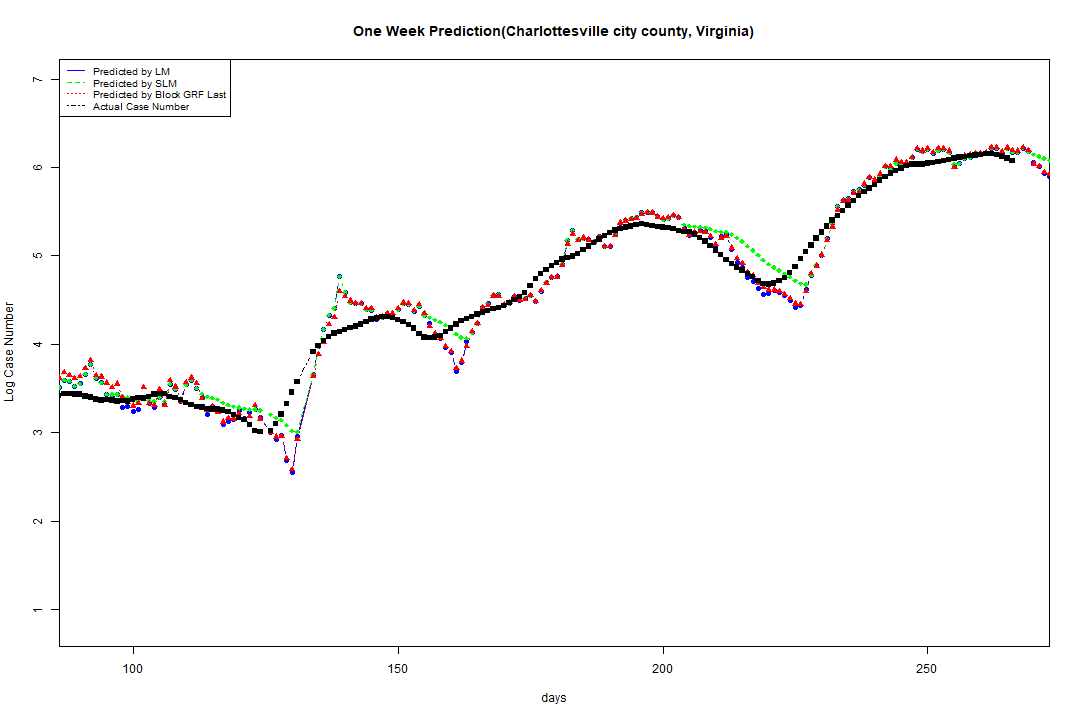 One Week Prediction(Charlottesville city county, Virginia)
Predicted by LM
Predicted by SLM
Predicted by Block GRF Last
Actual Case Number
7
6
5
4
3
2
1
Log Case Number
100 150 200 250
days